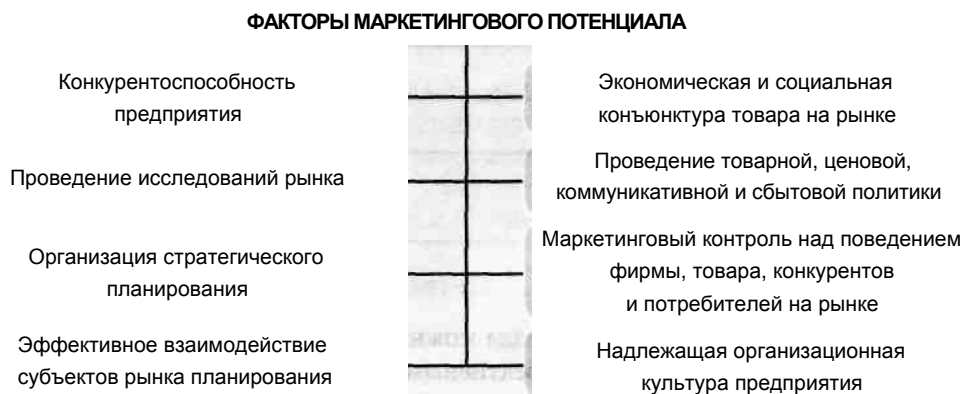 ФАКТОРЫ МАРКЕТИНГОВОГО ПОТЕНЦИАЛА
Конкурентоспособность
предприятия
Экономическая и социальная
конъюнктура товара на рынке
Проведение исследований рынка
Проведение товарной, ценовой,
коммуникативной и сбытовой политики
Организация стратегического
планирования
Маркетинговый контроль над поведением
фирмы, товара, конкурентов
и потребителей на рынке
Эффективное взаимодействие
субъектов рынка планирования
Надлежащая организационная
культура предприятия